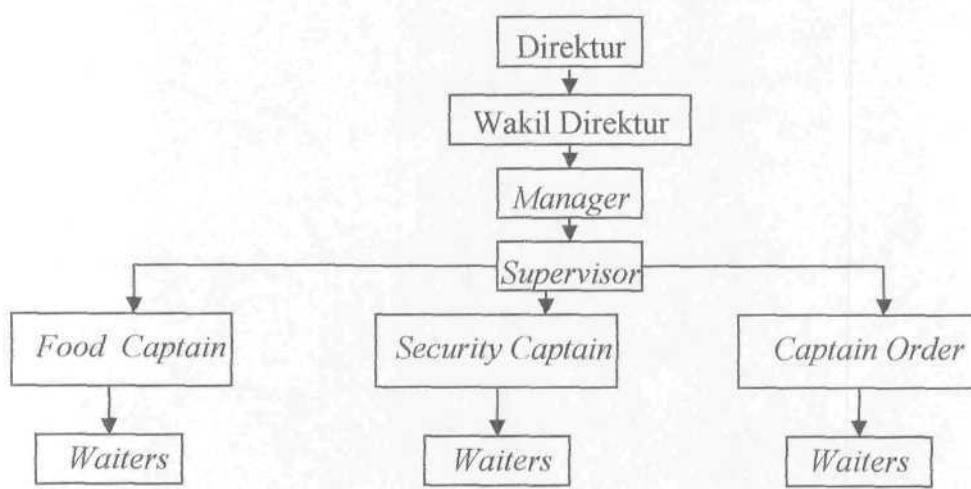 Direktur
Wakil Direktur
Manager
Supervisor
Food Captain
Security Captain
Captain Order
Waiters
Waiters
Waiters